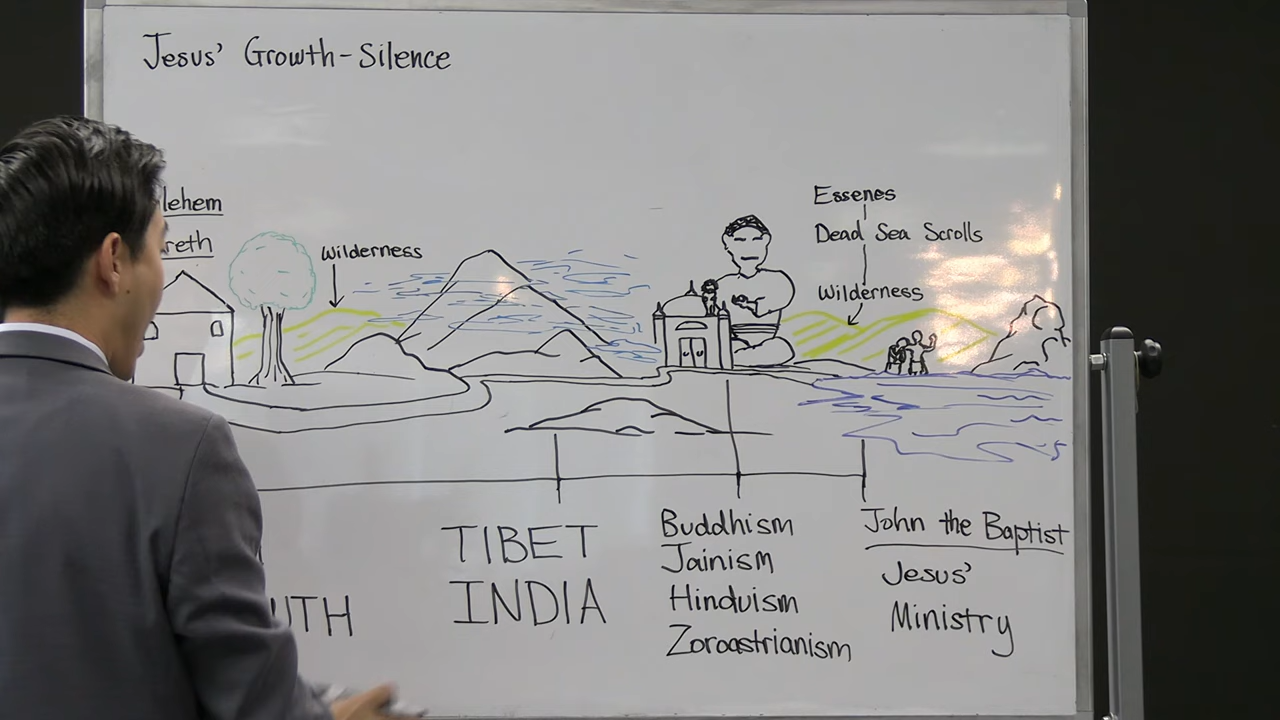 Jesus' Growth-Silence
lehem
reth
Wilderness
Essenes
Dead Sea Scrolls
Wilderness
UTH
TIBET
INDIA
Buddhism
Jainism
Hinduism
Zoroastrianism
John the Baptist
Jesus'
Ministry